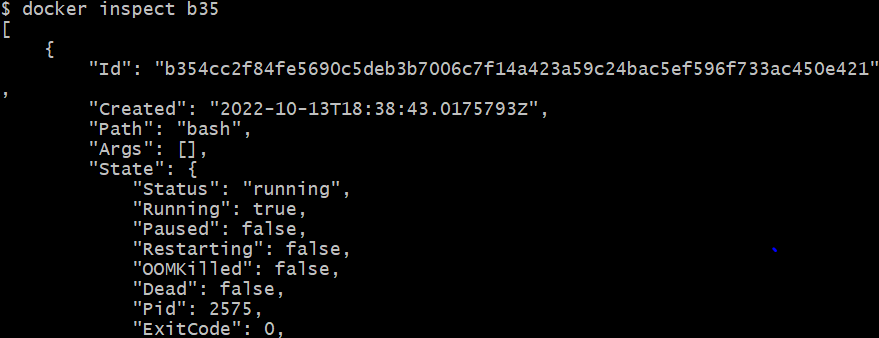 $ docker inspect b35
[
    {
        "Id": "b354cc2f84fe5690c5deb3b7006c7f14a423a59c24bac5ef596f733ac450e421"
,
        "Created": "2022-10-13T18:38:43.0175793Z",
        "Path": "bash",
        "Args": [],
        "State": {
            "Status": "running",
            "Running": true,
            "Paused": false,
            "Restarting": false,
            "OOMKilled": false,
            "Dead": false,
            "Pid": 2575,
            "ExitCode": 0,